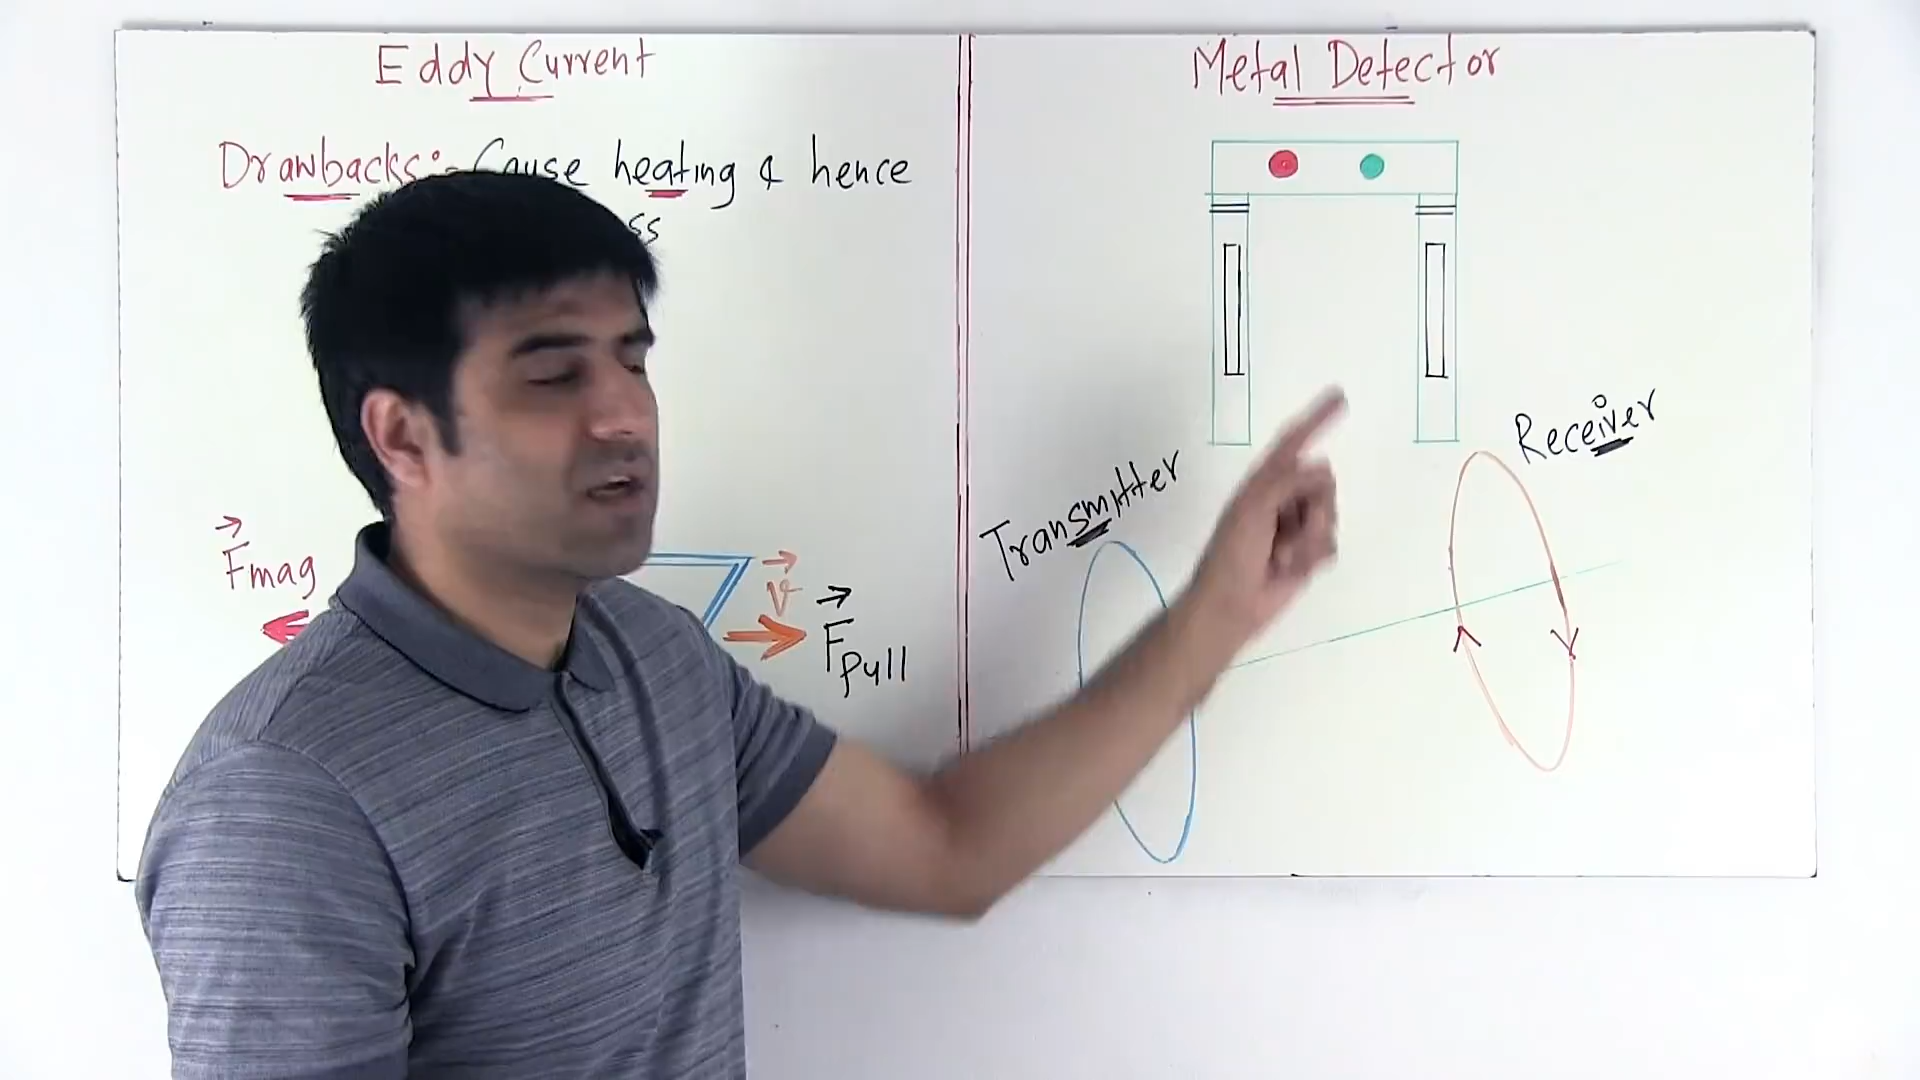 Eddy Current
Drawbacks:- Cause heating & hence
Fmag
v
Fpull
Metal Detector
Transmitter
Receiver